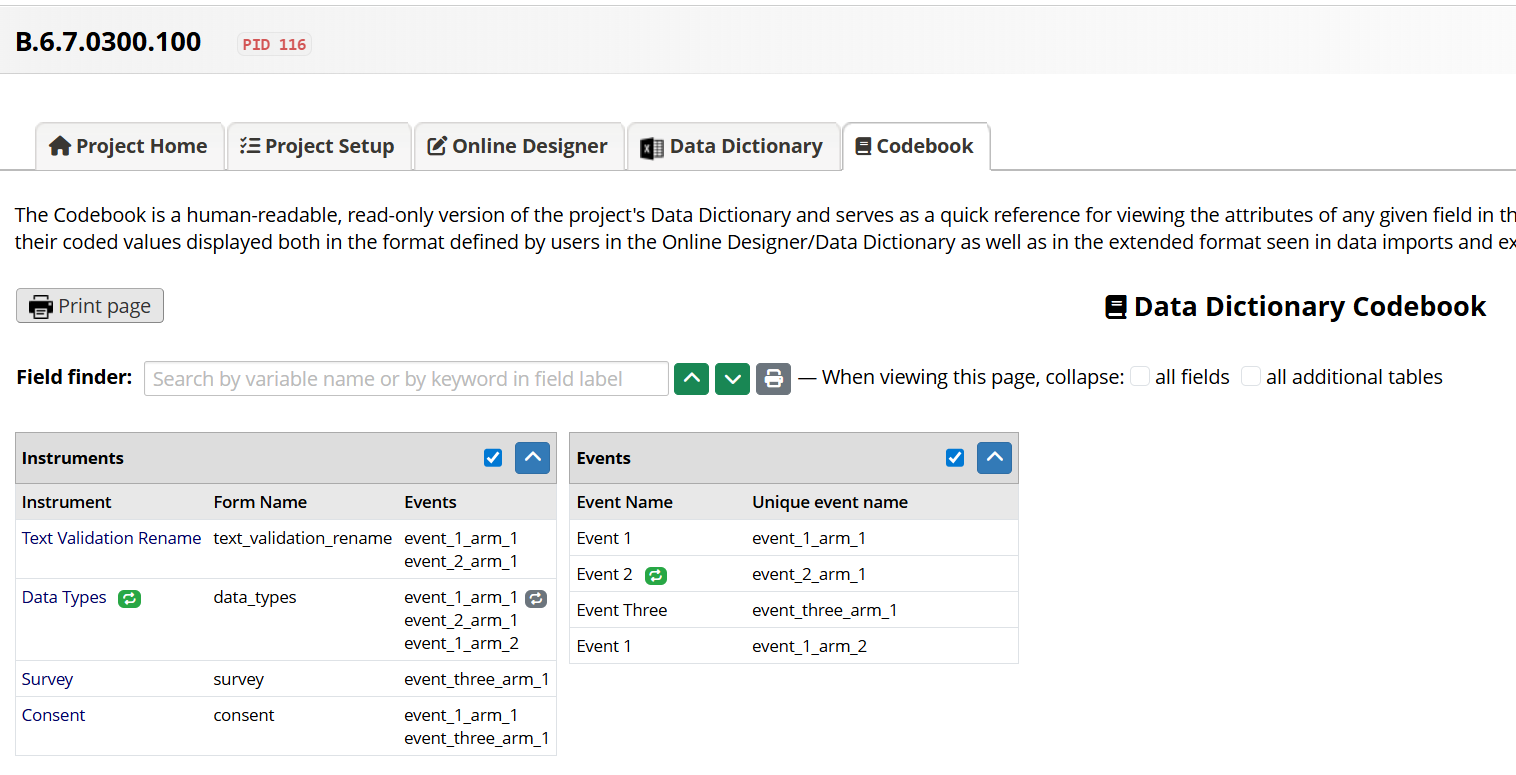 B.6.7.0300.100 PID 116
Project Home Project Setup Online Designer Data Dictionary Codebook
The Codebook is a human-readable, read-only version of the project's Data Dictionary and serves as a quick reference for viewing the attributes of any given field in th
their coded values displayed both in the format defined by users in the Online Designer/Data Dictionary as well as in the extended format seen in data imports and ex
Print page Data Dictionary Codebook
Field finder: Search by variable name or by keyword in field label — When viewing this page, collapse: all fields all additional tables
Instruments
Instrument Form Name Events
Text Validation Rename text_validation_rename event_1_arm_1
event_2_arm_1
Data Types data_types event_1_arm_1
event_2_arm_1
event_1_arm_2
Survey survey event_three_arm_1
Consent consent event_1_arm_1
event_three_arm_1
Events
Event Name Unique event name
Event 1 event_1_arm_1
Event 2 event_2_arm_1
Event Three event_three_arm_1
Event 1 event_1_arm_2